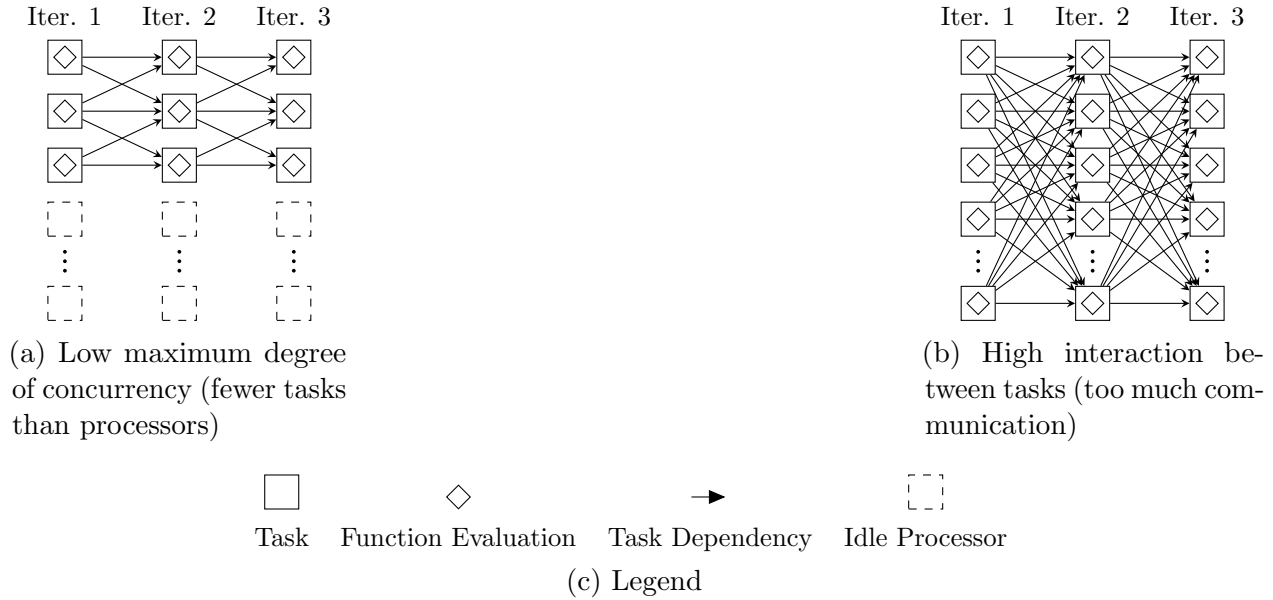 Iter. 1 Iter. 2 Iter. 3
(a) Low maximum degree
of concurrency (fewer tasks
than processors)
Iter. 1 Iter. 2 Iter. 3
(b) High interaction be-
tween tasks (too much com-
munication)
Task Function Evaluation Task Dependency Idle Processor
(c) Legend